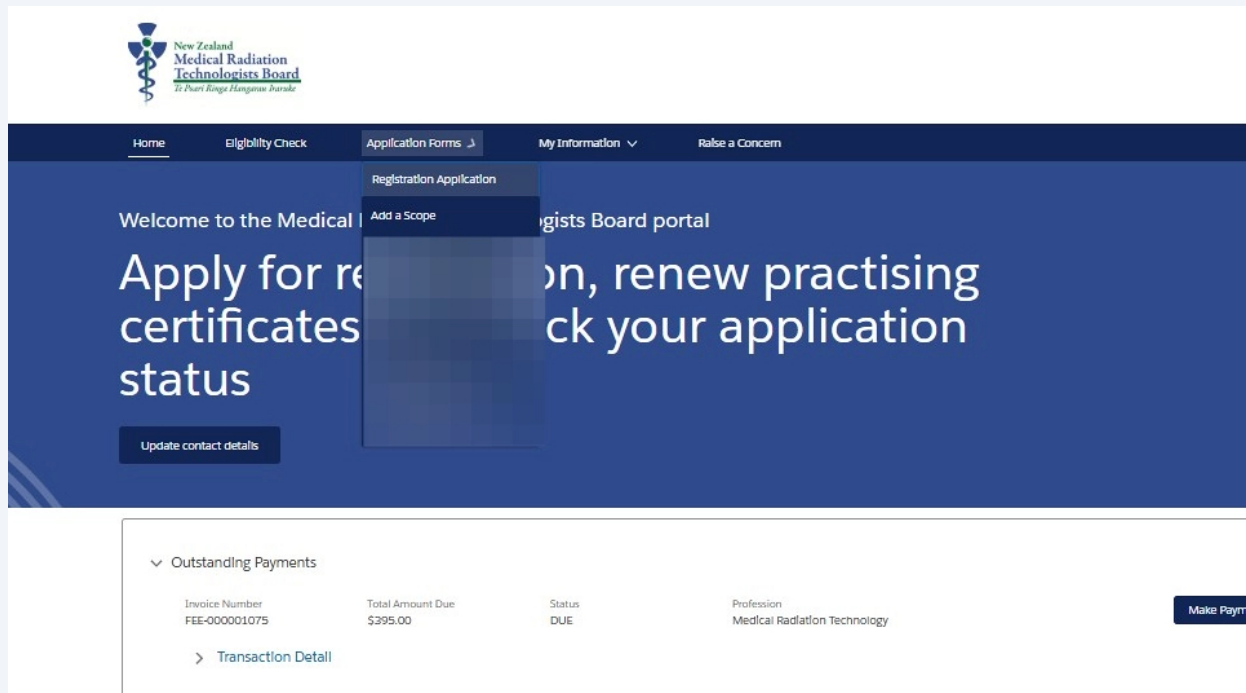 New Zealand
Medical Radiation
Technologists Board
Te Poari Ringa Hangarau Iraruke
Home
Eligibility Check
Application Forms
My Information
Raise a Concern
Registration Application
Add a Scope
Welcome to the Medical
ogists Board portal
Apply for re
on, renew practising
certificates
ck your application
status
Update contact details
Outstanding Payments
Invoice Number
Total Amount Due
Status
Profession
FEE-000001075
$395.00
DUE
Medical Radiation Technology
Make Paym
Transaction Detail